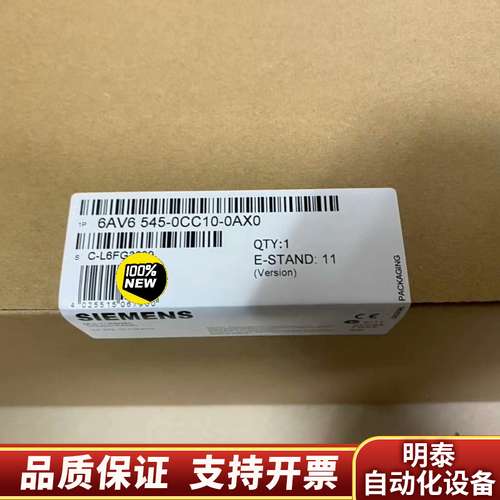 1P 6AV6 545-0CC10-0AX0
QTY:1
S C-L6FG
E-STAND: 11
(Version)
100%
NEW
SIEMENS
PACKAGING
CE
品质保证 支持开票
明泰
自动化设备